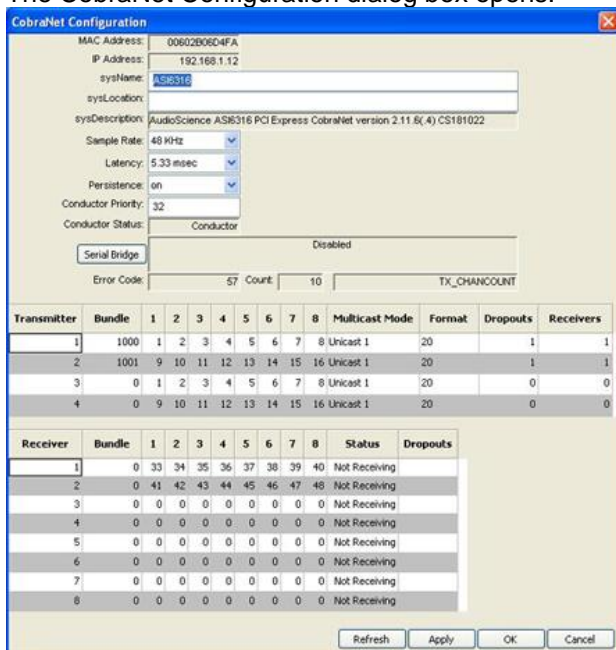 The CobraNet Configuration dialog box opens.
CobraNet Configuration
MAC Address: 00602B06D4FA
IP Address: 192.168.1.12
sysName: ASI6316
sysLocation:
sysDescription: AudioScience ASI6316 PCI Express CobraNet version 2.11.6(.4) CS181022
Sample Rate: 48 KHz
Latency: 5.33 msec
Persistence: on
Conductor Priority: 32
Conductor Status: Conductor
Serial Bridge Disabled
Error Code: 57 Count: 10 TX_CHANCOUNT
Transmitter Bundle 1 2 3 4 5 6 7 8 Multicast Mode Format Dropouts Receivers
1 1000 1 2 3 4 5 6 7 8 Unicast 1 20 1 1
2 1001 9 10 11 12 13 14 15 16 Unicast 1 20 1 1
3 0 1 2 3 4 5 6 7 8 Unicast 1 20 0 0
4 0 9 10 11 12 13 14 15 16 Unicast 1 20 0 0
Receiver Bundle 1 2 3 4 5 6 7 8 Status Dropouts
1 0 33 34 35 36 37 38 39 40 Not Receiving
2 0 41 42 43 44 45 46 47 48 Not Receiving
3 0 0 0 0 0 0 0 0 0 Not Receiving
4 0 0 0 0 0 0 0 0 0 Not Receiving
5 0 0 0 0 0 0 0 0 0 Not Receiving
6 0 0 0 0 0 0 0 0 0 Not Receiving
7 0 0 0 0 0 0 0 0 0 Not Receiving
8 0 0 0 0 0 0 0 0 0 Not Receiving
Refresh Apply OK Cancel